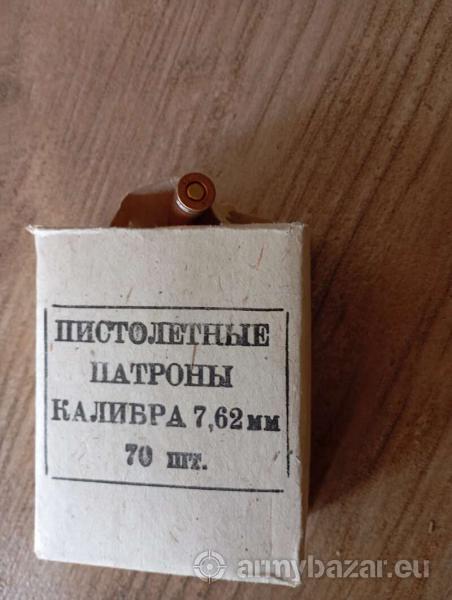 ПИСТОЛЕТНЫЕ
ПАТРОНЫ
КАЛИБРА 7,62 мм
70 шт.
armybazar.eu